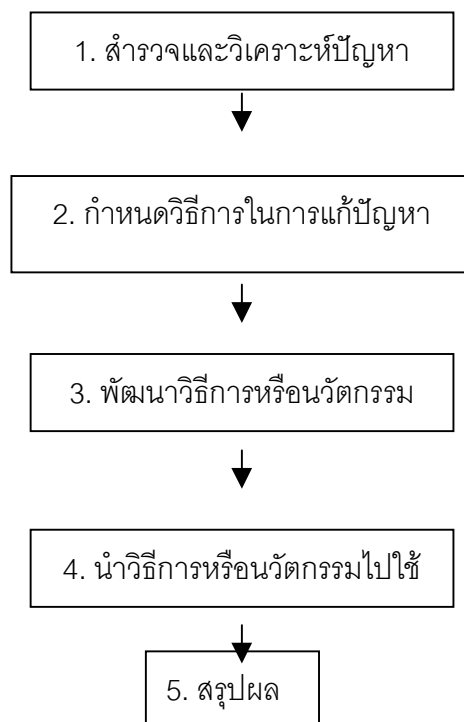 1. สำรวจและวิเคราะห์ปัญหา
2. กำหนดวิธีการในการแก้ปัญหา
3. พัฒนาวิธีการหรือนวัตกรรม
4. นำวิธีการหรือนวัตกรรมไปใช้
5. สรุปผล